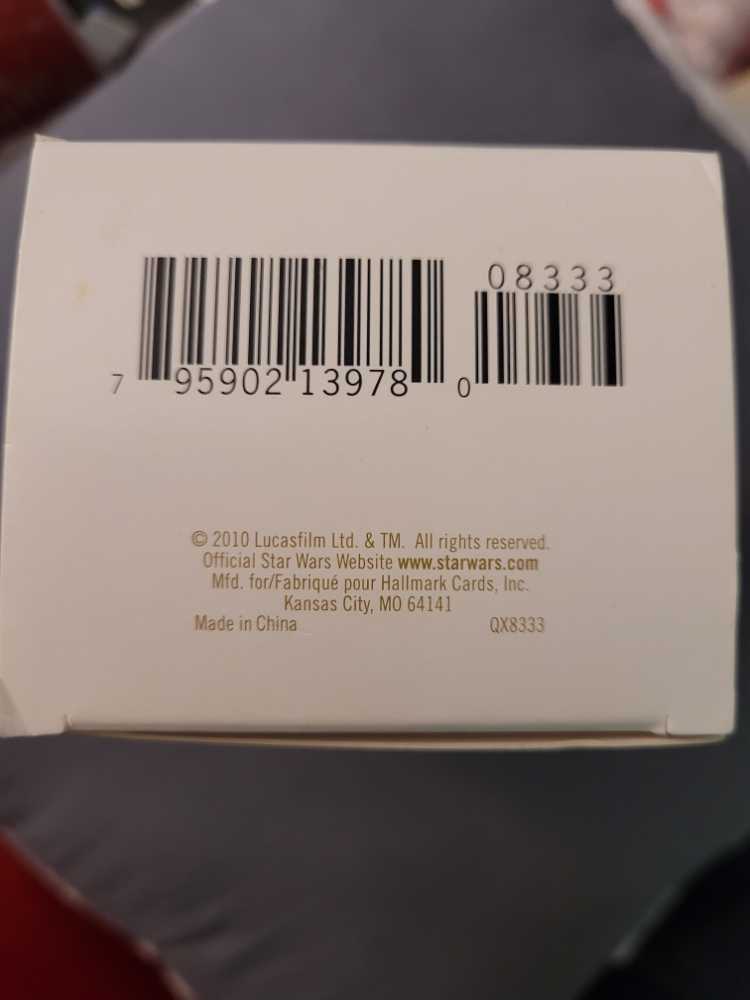 08333
7 95902 13978 0
© 2010 Lucasfilm Ltd. & TM. All rights reserved.
Official Star Wars Website www.starwars.com
Mfd. for/Fabriqué pour Hallmark Cards, Inc.
Kansas City, MO 64141
Made in China QX8333